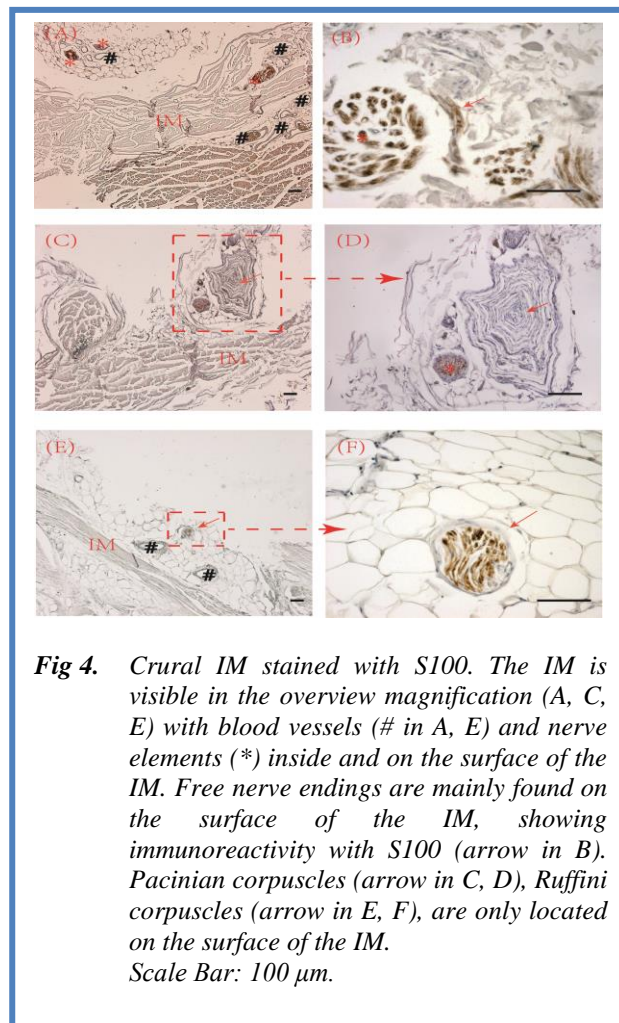 (A) * # * # (B)
# # *
IM # #
# *
(C) (D)
IM IM *
(E) (F)
IM # #
Fig 4. Crural IM stained with S100. The IM is
visible in the overview magnification (A, C,
E) with blood vessels (# in A, E) and nerve
elements (*) inside and on the surface of the
IM. Free nerve endings are mainly found on
the surface of the IM, showing
immunoreactivity with S100 (arrow in B).
Pacinian corpuscles (arrow in C, D), Ruffini
corpuscles (arrow in E, F), are only located
on the surface of the IM.
Scale Bar: 100 μm.